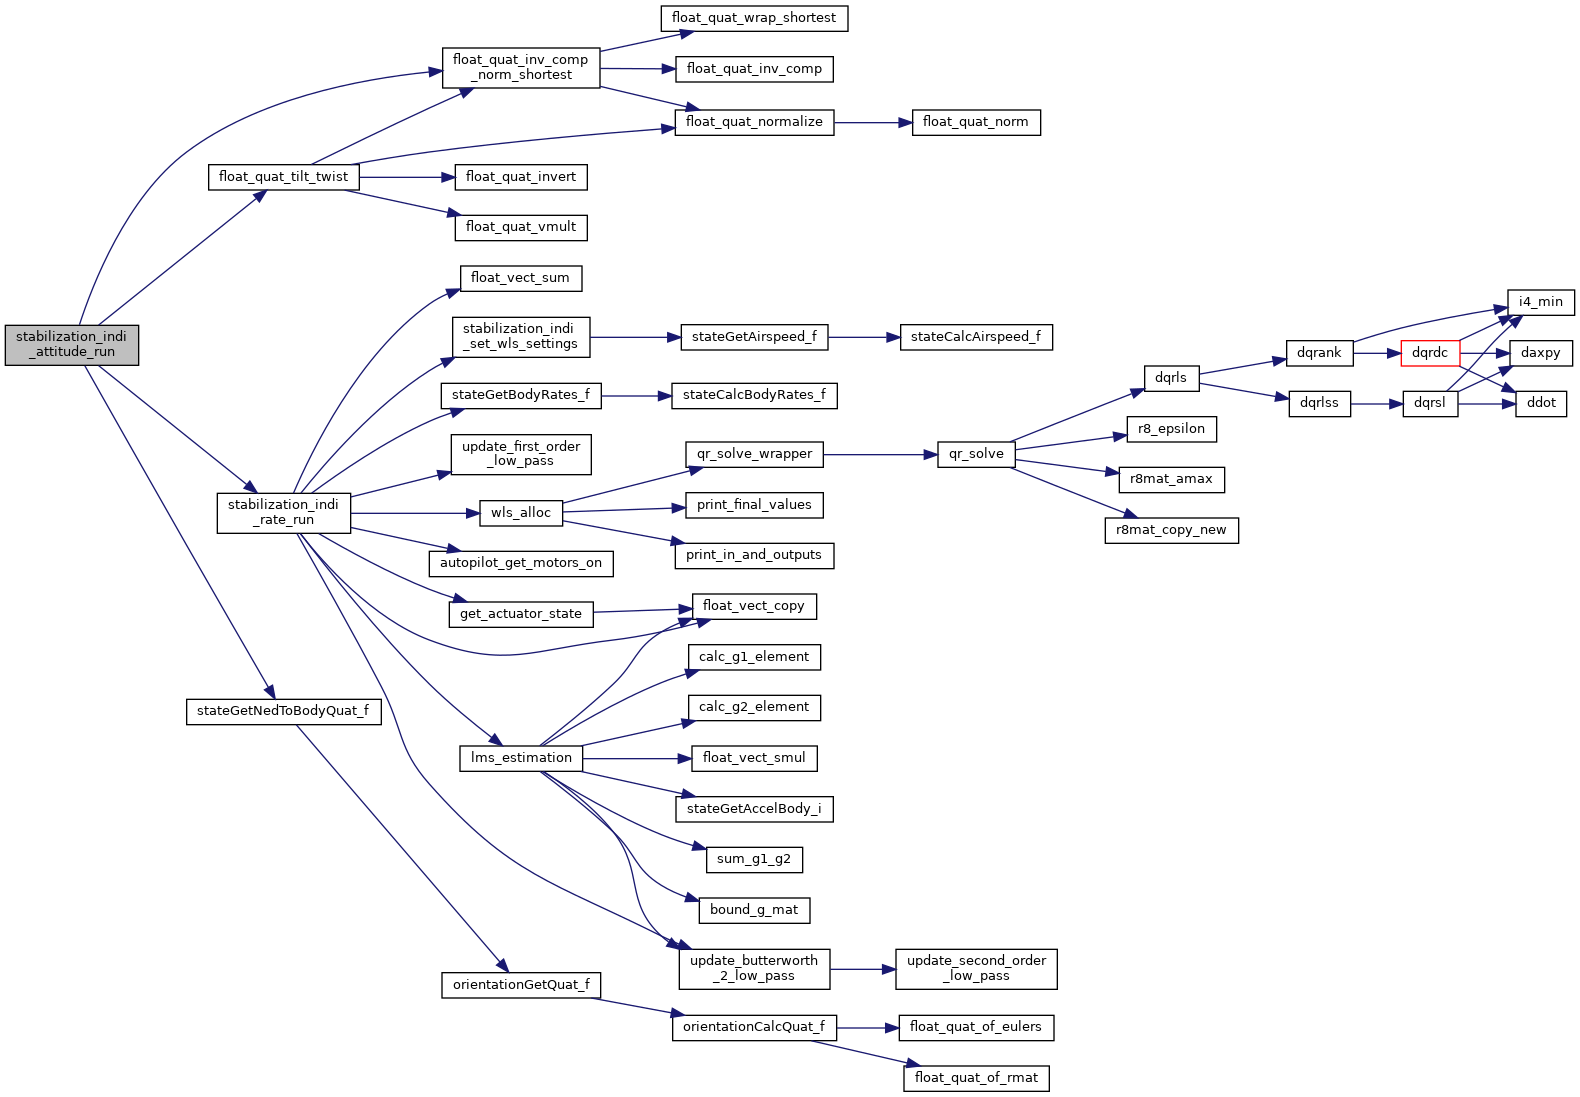 float_quat_wrap_shortest
float_quat_inv_comp
_norm_shortest
float_quat_inv_comp
float_quat_normalize
float_quat_norm
float_quat_tilt_twist
float_quat_invert
float_quat_vmult
float_vect_sum
stabilization_indi
_attitude_run
stabilization_indi
_set_wls_settings
stateGetAirspeed_f
stateCalcAirspeed_f
i4_min
dqrank
dqrdc
daxpy
dqrls
stateGetBodyRates_f
stateCalcBodyRates_f
dqrlss
dqrsl
ddot
r8_epsilon
update_first_order
_low_pass
qr_solve_wrapper
qr_solve
r8mat_amax
stabilization_indi
_rate_run
wls_alloc
print_final_values
r8mat_copy_new
autopilot_get_motors_on
print_in_and_outputs
get_actuator_state
float_vect_copy
calc_g1_element
stateGetNedToBodyQuat_f
calc_g2_element
lms_estimation
float_vect_smul
stateGetAccelBody_i
sum_g1_g2
bound_g_mat
update_butterworth
_2_low_pass
update_second_order
_low_pass
orientationGetQuat_f
orientationCalcQuat_f
float_quat_of_eulers
float_quat_of_rmat